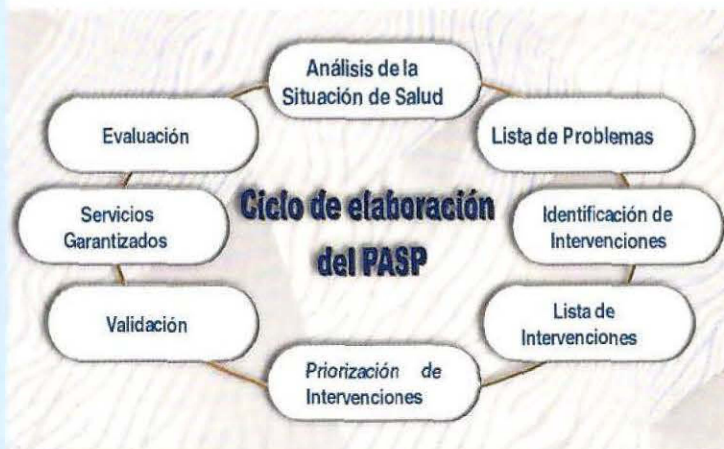 Análisis de la
Situación de Salud
Lista de Problemas
Identificación de
Intervenciones
Lista de
Intervenciones
Priorización de
Intervenciones
Validación
Servicios
Garantizados
Evaluación
Ciclo de elaboración
del PASP